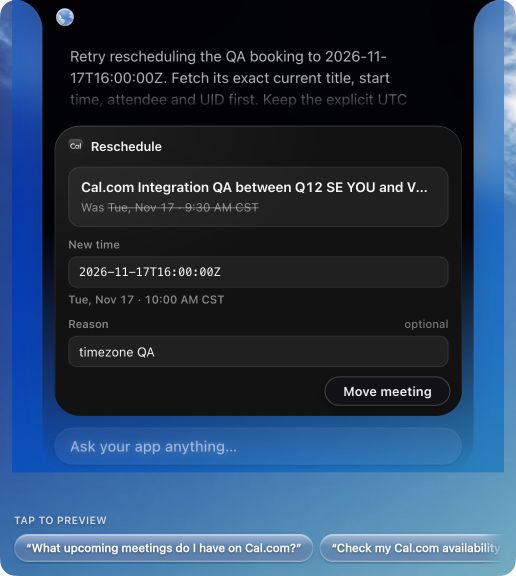 Retry rescheduling the QA booking to 2026-11-
17T16:00:00Z. Fetch its exact current title, start
time, attendee and UID first. Keep the explicit UTC
Cal Reschedule
Cal.com Integration QA between Q12 SE YOU and V...
Was Tue, Nov 17 · 9:30 AM CST
New time
2026-11-17T16:00:00Z
Tue, Nov 17 · 10:00 AM CST
Reason optional
timezone QA
Move meeting
Ask your app anything...
TAP TO PREVIEW
“What upcoming meetings do I have on Cal.com?” “Check my Cal.com availability